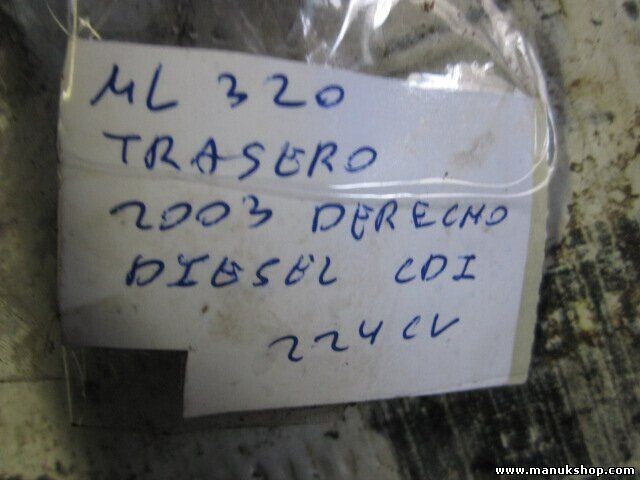 ML 320
TRASERO
2003 DERECHO
DIESEL CDI
224CV
www.manukshop.com